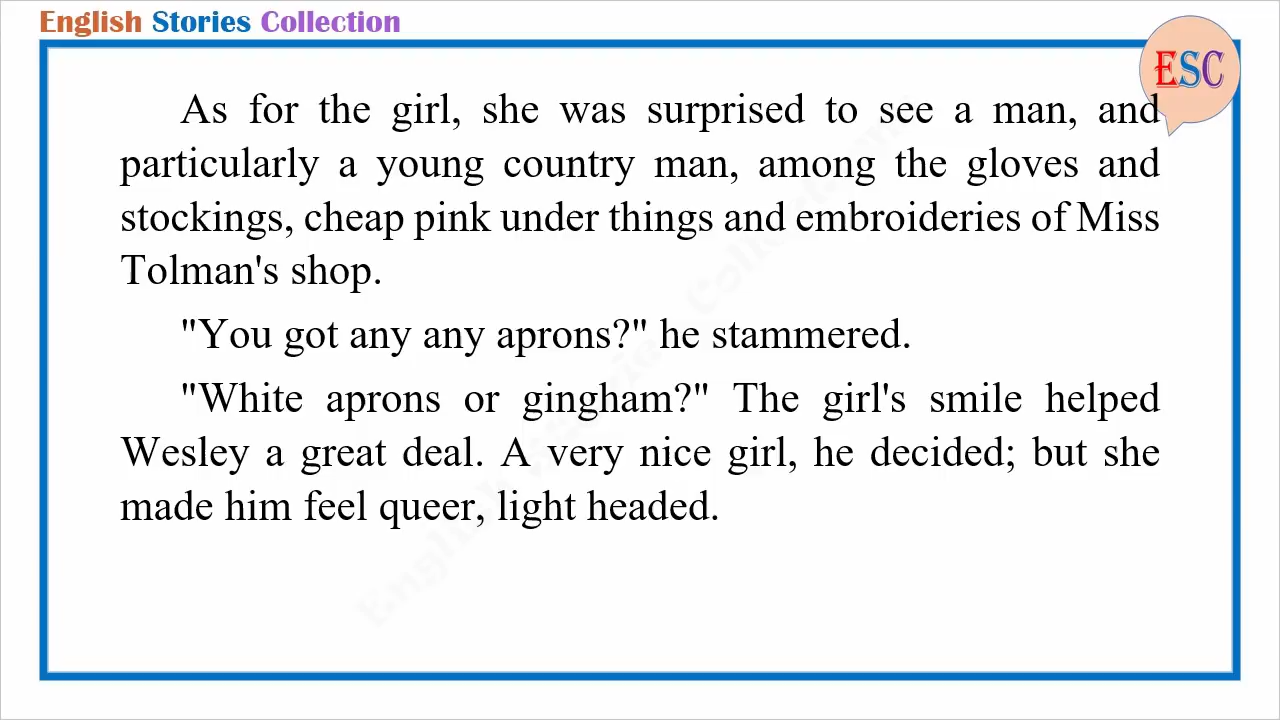 English Stories Collection
ESC
As for the girl, she was surprised to see a man, and
particularly a young country man, among the gloves and
stockings, cheap pink under things and embroideries of Miss
Tolman's shop.
"You got any any aprons?" he stammered.
"White aprons or gingham?" The girl's smile helped
Wesley a great deal. A very nice girl, he decided; but she
made him feel queer, light headed.